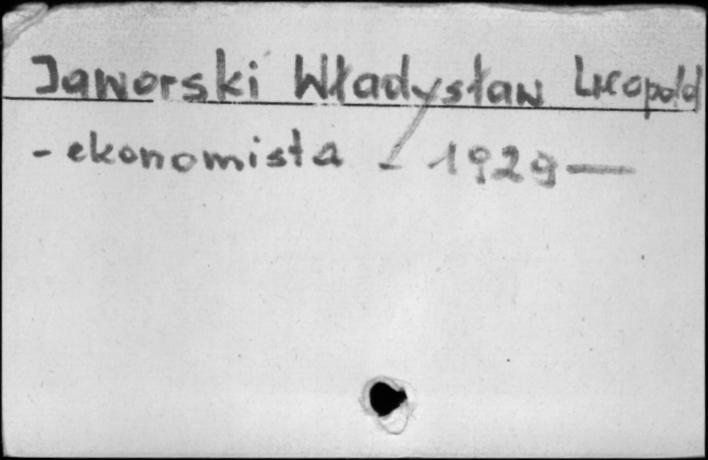 Jaworski Władysław Leopold
- ekonomista - 1929 —